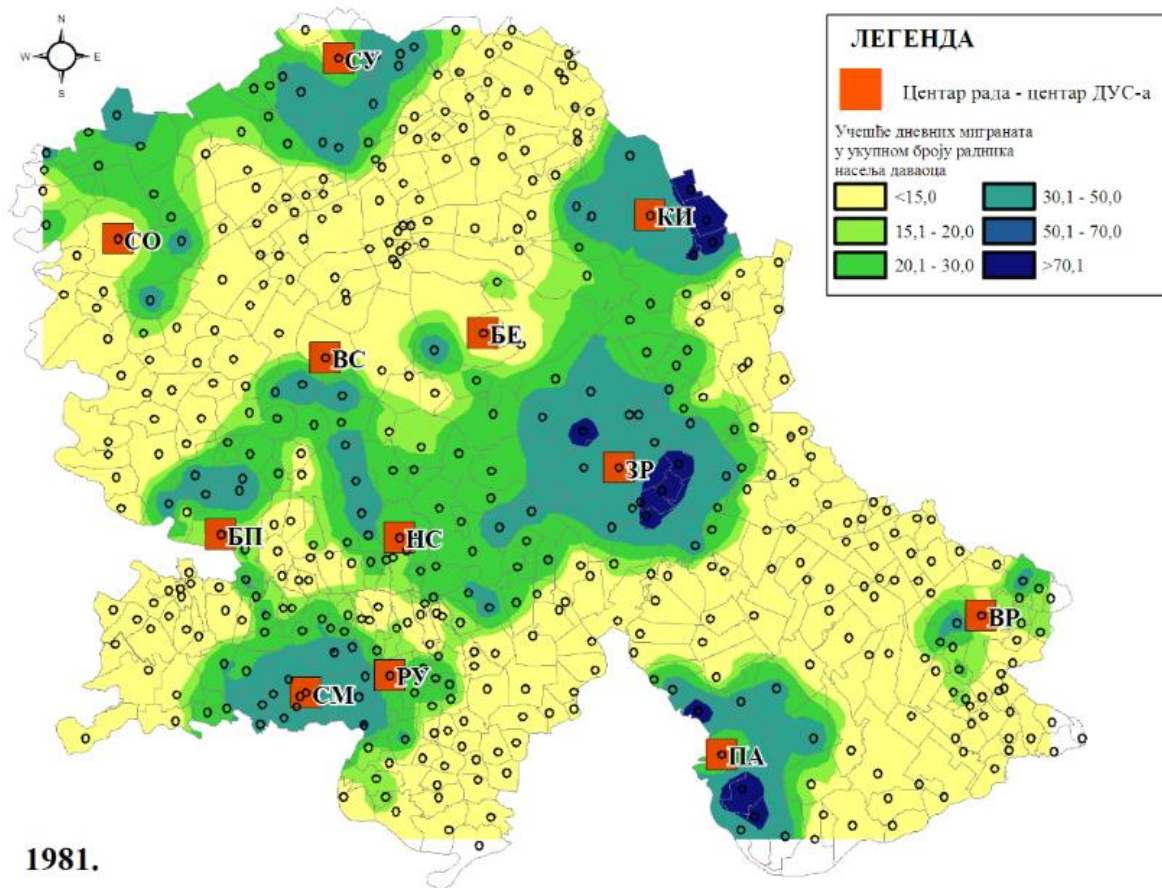 N
W
E
S
ЛЕГЕНДА
Центар рада - центар ДУС-а
Учешће дневних мигранaта
у укупном броју радника
насеља даваоца
<15,0
30,1 - 50,0
15,1 - 20,0
50,1 - 70,0
20,1 - 30,0
>70,1
СУ
КИ
СО
БЕ
ВС
ЗР
БП
НС
ВР
РУ
СМ
ПА
1981.